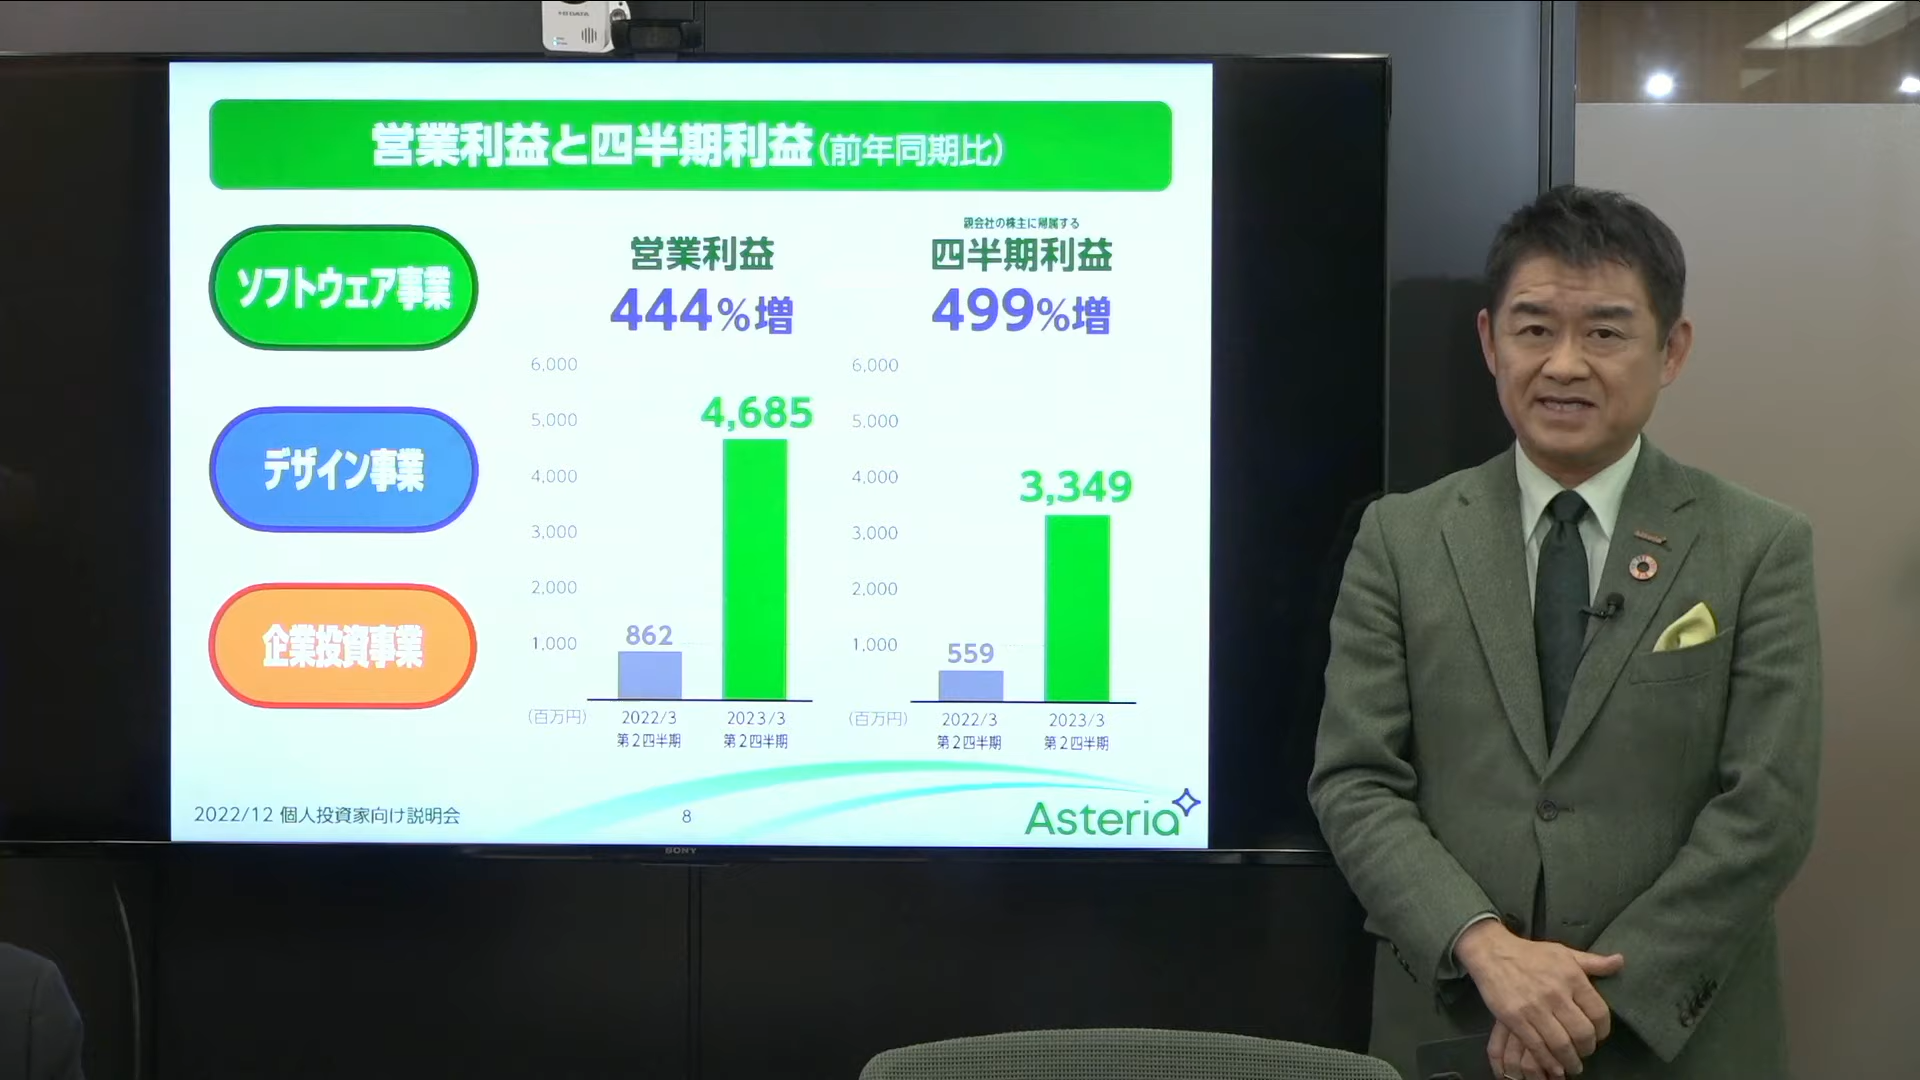 I-O DATA
営業利益と四半期利益(前年同期比)
ソフトウェア事業
デザイン事業
企業投資事業
営業利益
444%増
6,000
5,000
4,000
3,000
2,000
1,000
(百万円)
4,685
862
2022/3
第2四半期
2023/3
第2四半期
親会社の株主に帰属する
四半期利益
499%増
6,000
5,000
4,000
3,000
2,000
1,000
(百万円)
3,349
559
2022/3
第2四半期
2023/3
第2四半期
2022/12 個人投資家向け説明会
8
Asteria
SONY